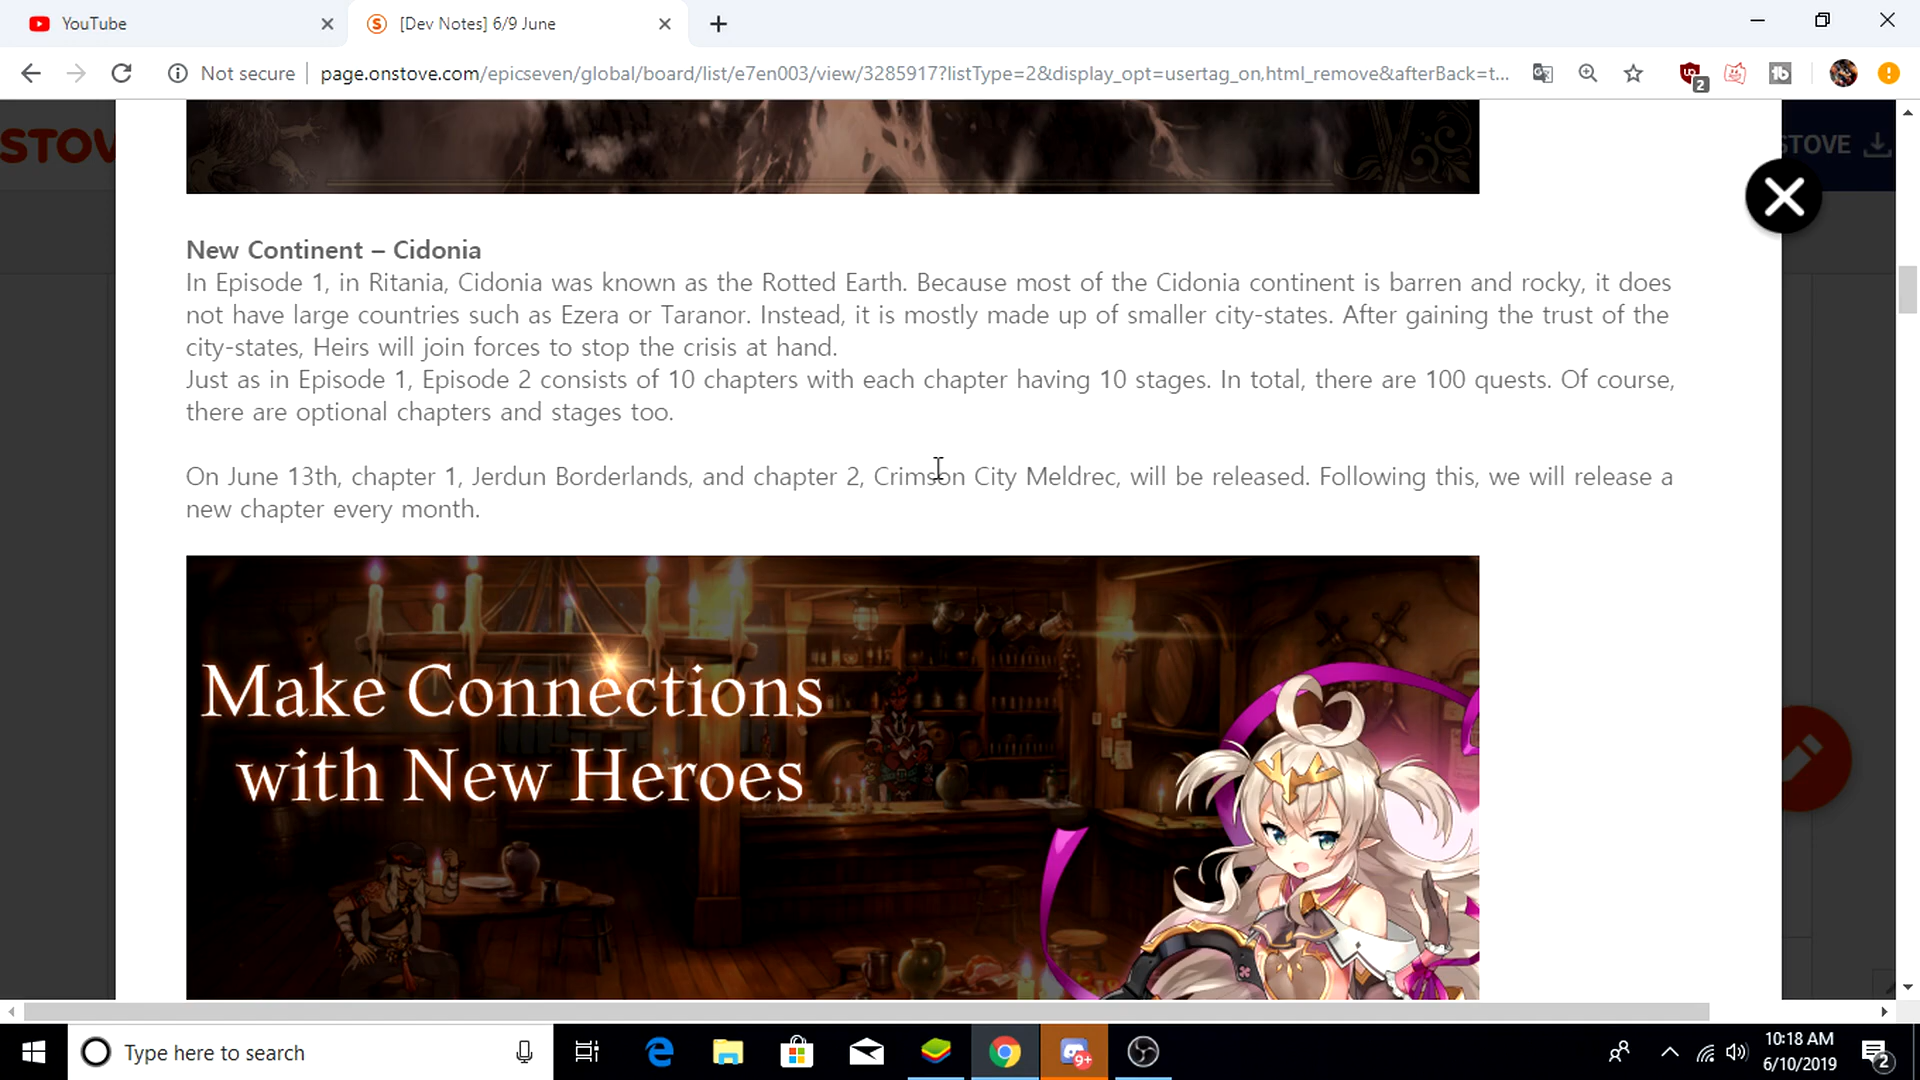 YouTube
[Dev Notes] 6/9 June
Not secure
page.onstove.com/epicseven/global/board/list/e7en003/view/3285917?listType=2&display_opt=usertag_on,html_remove&afterBack=t...
2
STOV
STOVE
New Continent – Cidonia
In Episode 1, in Ritania, Cidonia was known as the Rotted Earth. Because most of the Cidonia continent is barren and rocky, it does
not have large countries such as Ezera or Taranor. Instead, it is mostly made up of smaller city-states. After gaining the trust of the
city-states, Heirs will join forces to stop the crisis at hand.
Just as in Episode 1, Episode 2 consists of 10 chapters with each chapter having 10 stages. In total, there are 100 quests. Of course,
there are optional chapters and stages too.
On June 13th, chapter 1, Jerdun Borderlands, and chapter 2, Crimson City Meldrec, will be released. Following this, we will release a
new chapter every month.
Make Connections
with New Heroes
Type here to search
9+
10:18 AM
6/10/2019
2